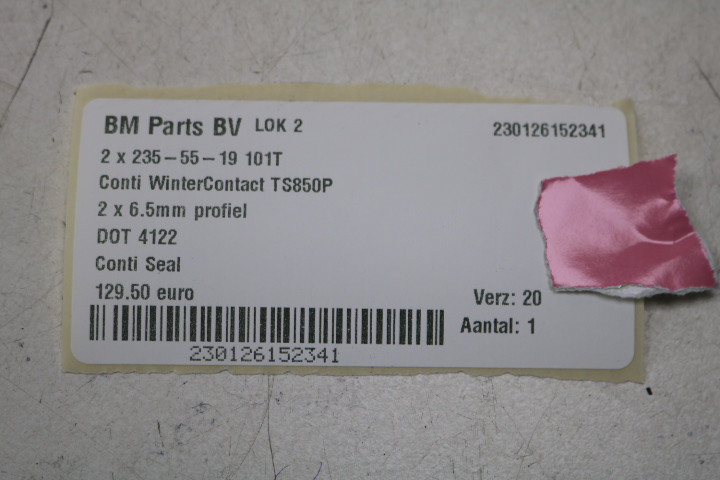 BM Parts BV LOK 2 230126152341
2 x 235-55-19 101T
Conti WinterContact TS850P
2 x 6.5mm profiel
DOT 4122
Conti Seal
129.50 euro Verz: 20
Aantal: 1
230126152341